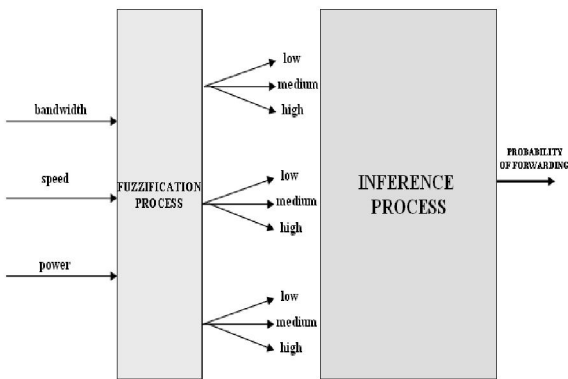 bandwidth
speed
power
FUZZIFICATION
PROCESS
low
medium
high
low
medium
high
low
medium
high
INFERENCE
PROCESS
PROBABILITY
OF FORWARDING